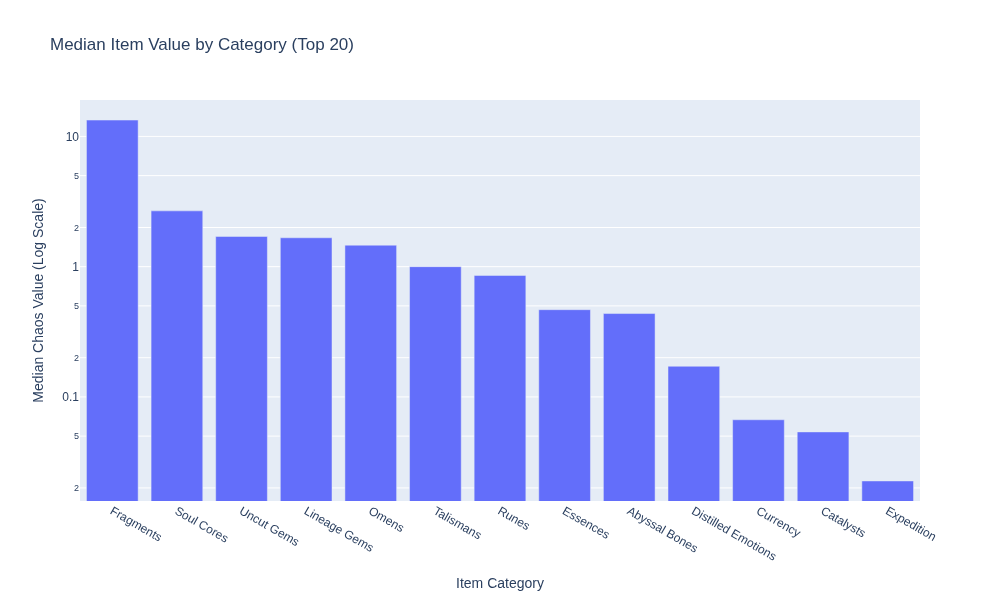 Median Item Value by Category (Top 20)
Median Chaos Value (Log Scale)
10
5
2
1
5
2
0.1
5
2
Fragments
Soul Cores
Uncut Gems
Lineage Gems
Omens
Talismans
Runes
Essences
Abyssal Bones
Distilled Emotions
Currency
Catalysts
Expedition
Item Category